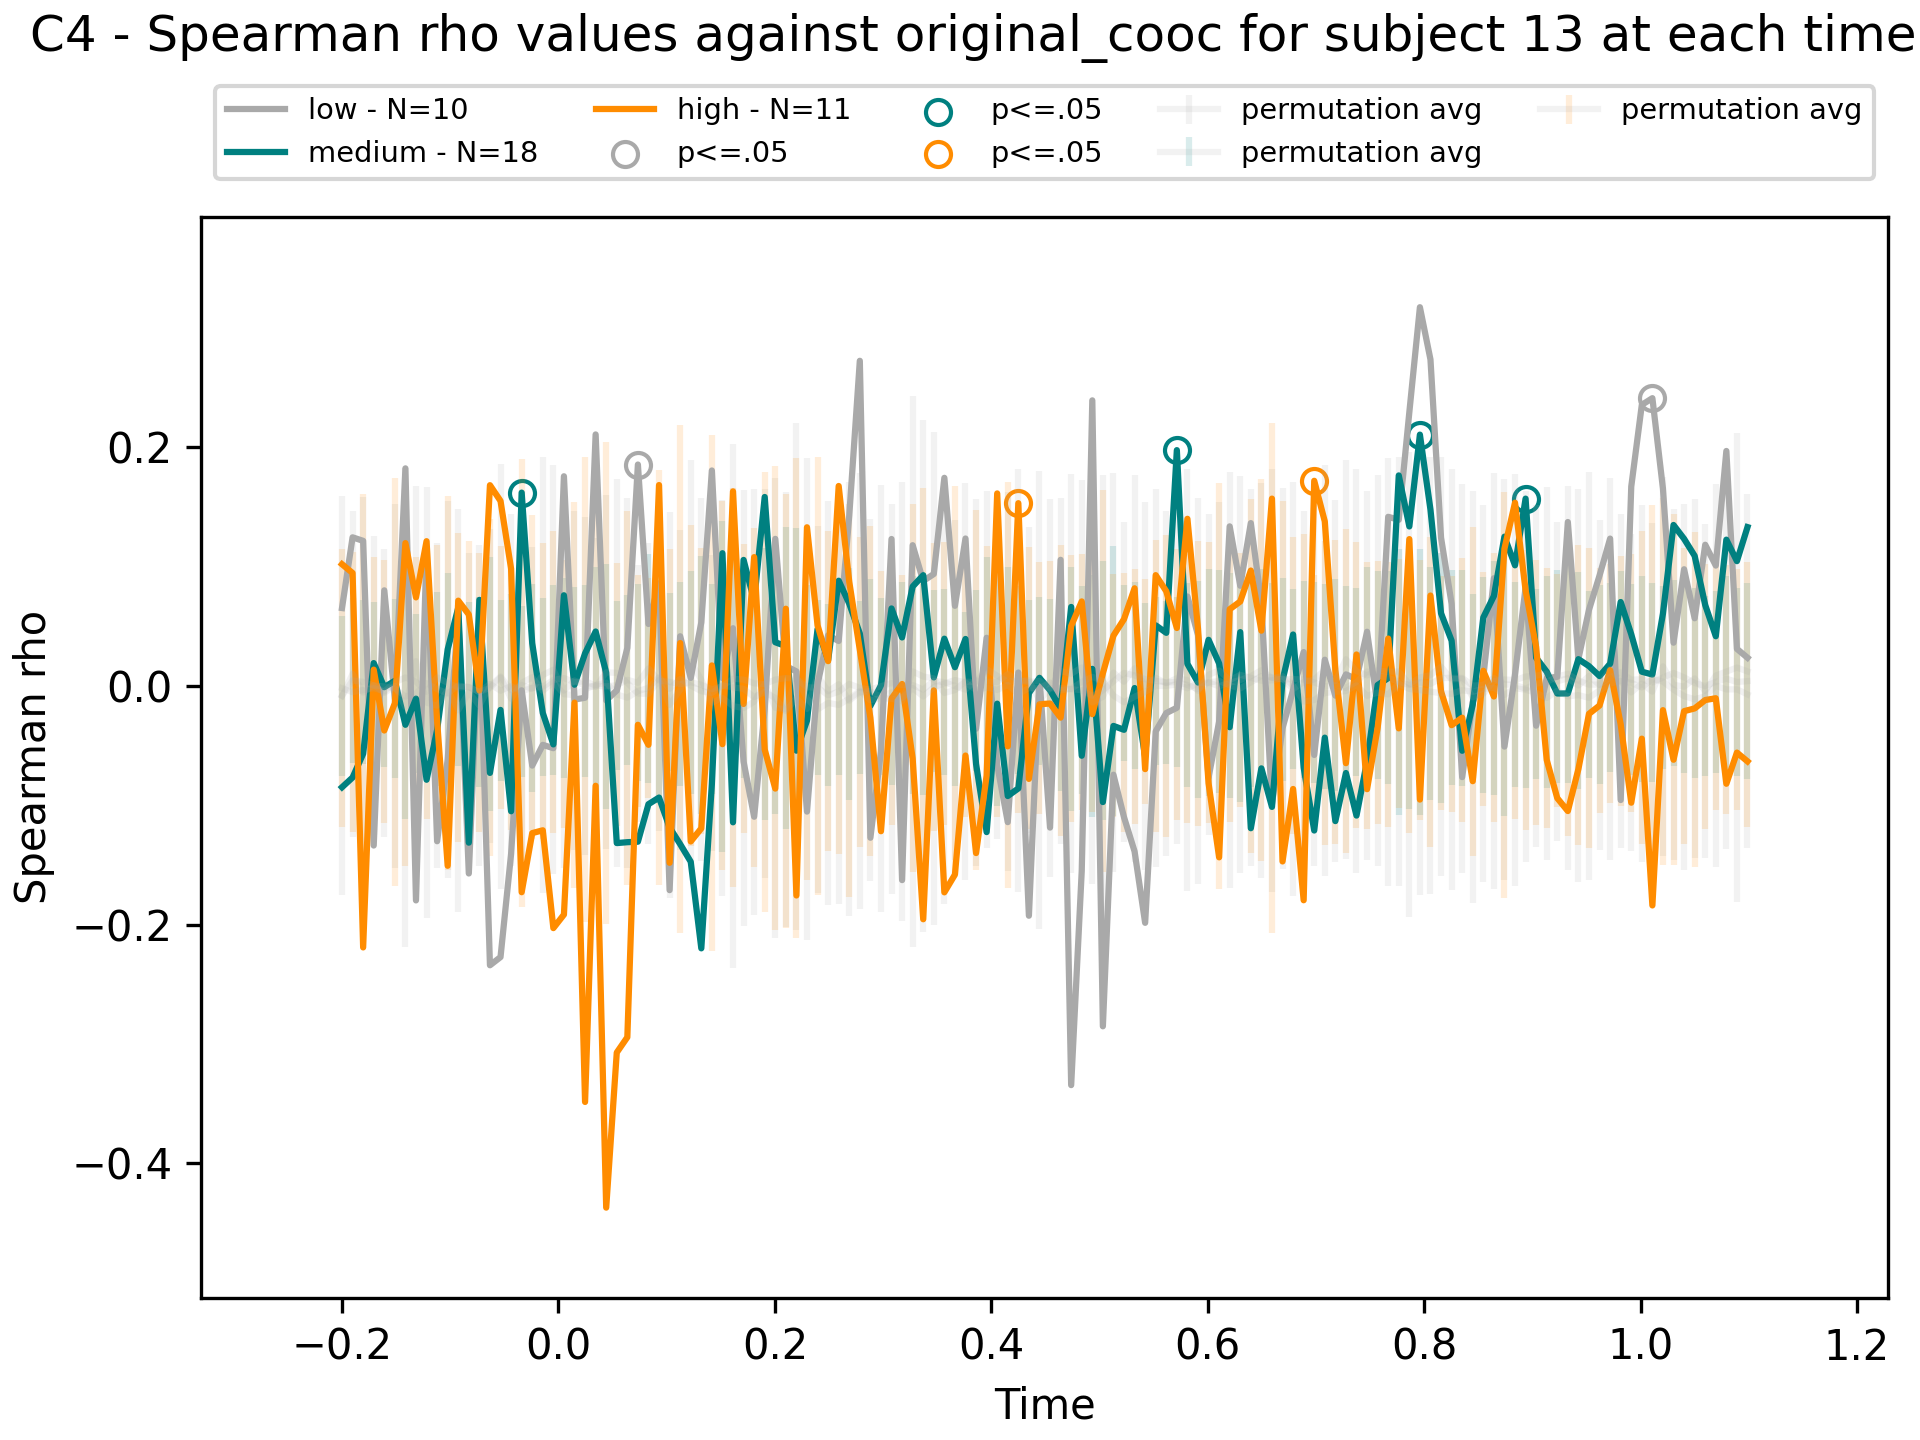 C4 - Spearman rho values against original_cooc for subject 13 at each time
low - N=10
medium - N=18
high - N=11
p<=.05
p<=.05
p<=.05
permutation avg
permutation avg
permutation avg
Spearman rho
0.2
0.0
−0.2
−0.4
−0.2 0.0 0.2 0.4 0.6 0.8 1.0 1.2
Time